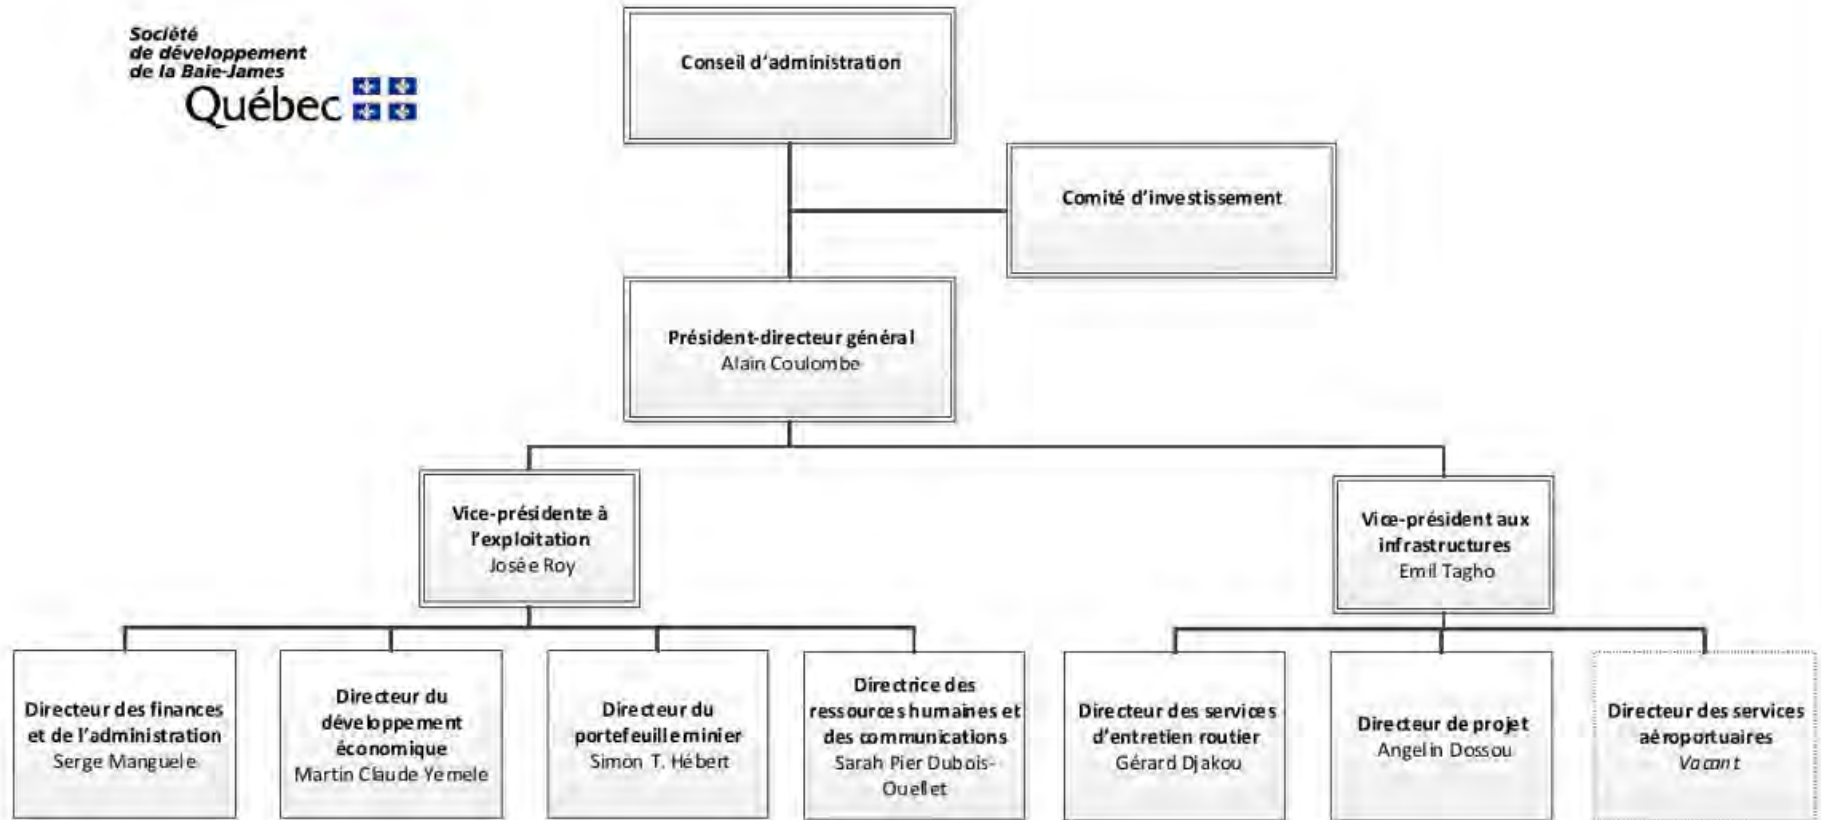 Société
de développement
de la Baie-James
Québec
Conseil d'administration
Comité d'investissement
Président-directeur général
Alain Coulombe
Vice-présidente à
l'exploitation
Josée Roy
Vice-président aux
infrastructures
Emil Tagho
Directeur des finances
et de l'administration
Serge Manguele
Directeur du
développement
économique
Martin Claude Yemele
Directeur du
portefeuille minier
Simon T. Hébert
Directrice des
ressources humaines et
des communications
Sarah Pier Dubois-
Ouellet
Directeur des services
d'entretien routier
Gérard Djakou
Directeur de projet
Angelin Dossou
Directeur des services
aéroportuaires
Vacant